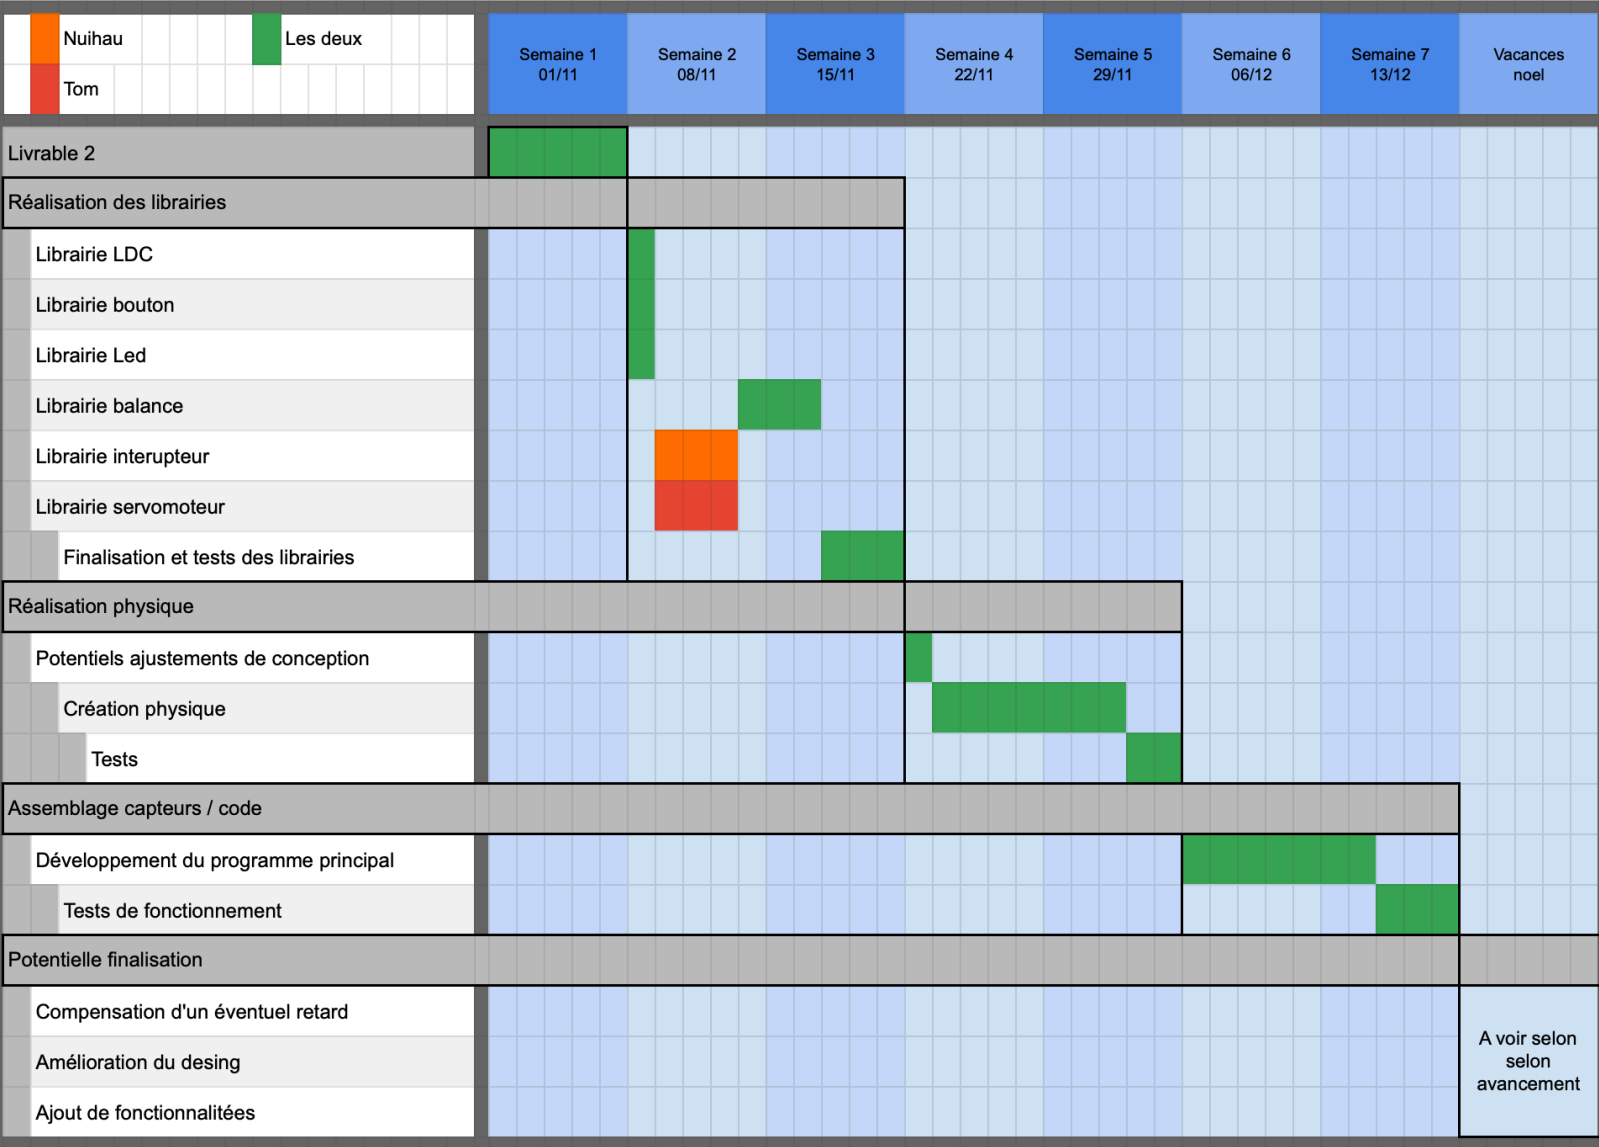 Nuihau
Les deux
Tom
Semaine 1
01/11
Semaine 2
08/11
Semaine 3
15/11
Semaine 4
22/11
Semaine 5
29/11
Semaine 6
06/12
Semaine 7
13/12
Vacances
noel
Livrable 2
Réalisation des librairies
Librairie LDC
Librairie bouton
Librairie Led
Librairie balance
Librairie interupteur
Librairie servomoteur
Finalisation et tests des librairies
Réalisation physique
Potentiels ajustements de conception
Création physique
Tests
Assemblage capteurs / code
Développement du programme principal
Tests de fonctionnement
Potentielle finalisation
Compensation d'un éventuel retard
Amélioration du desing
Ajout de fonctionnalitées
A voir selon
selon
avancement